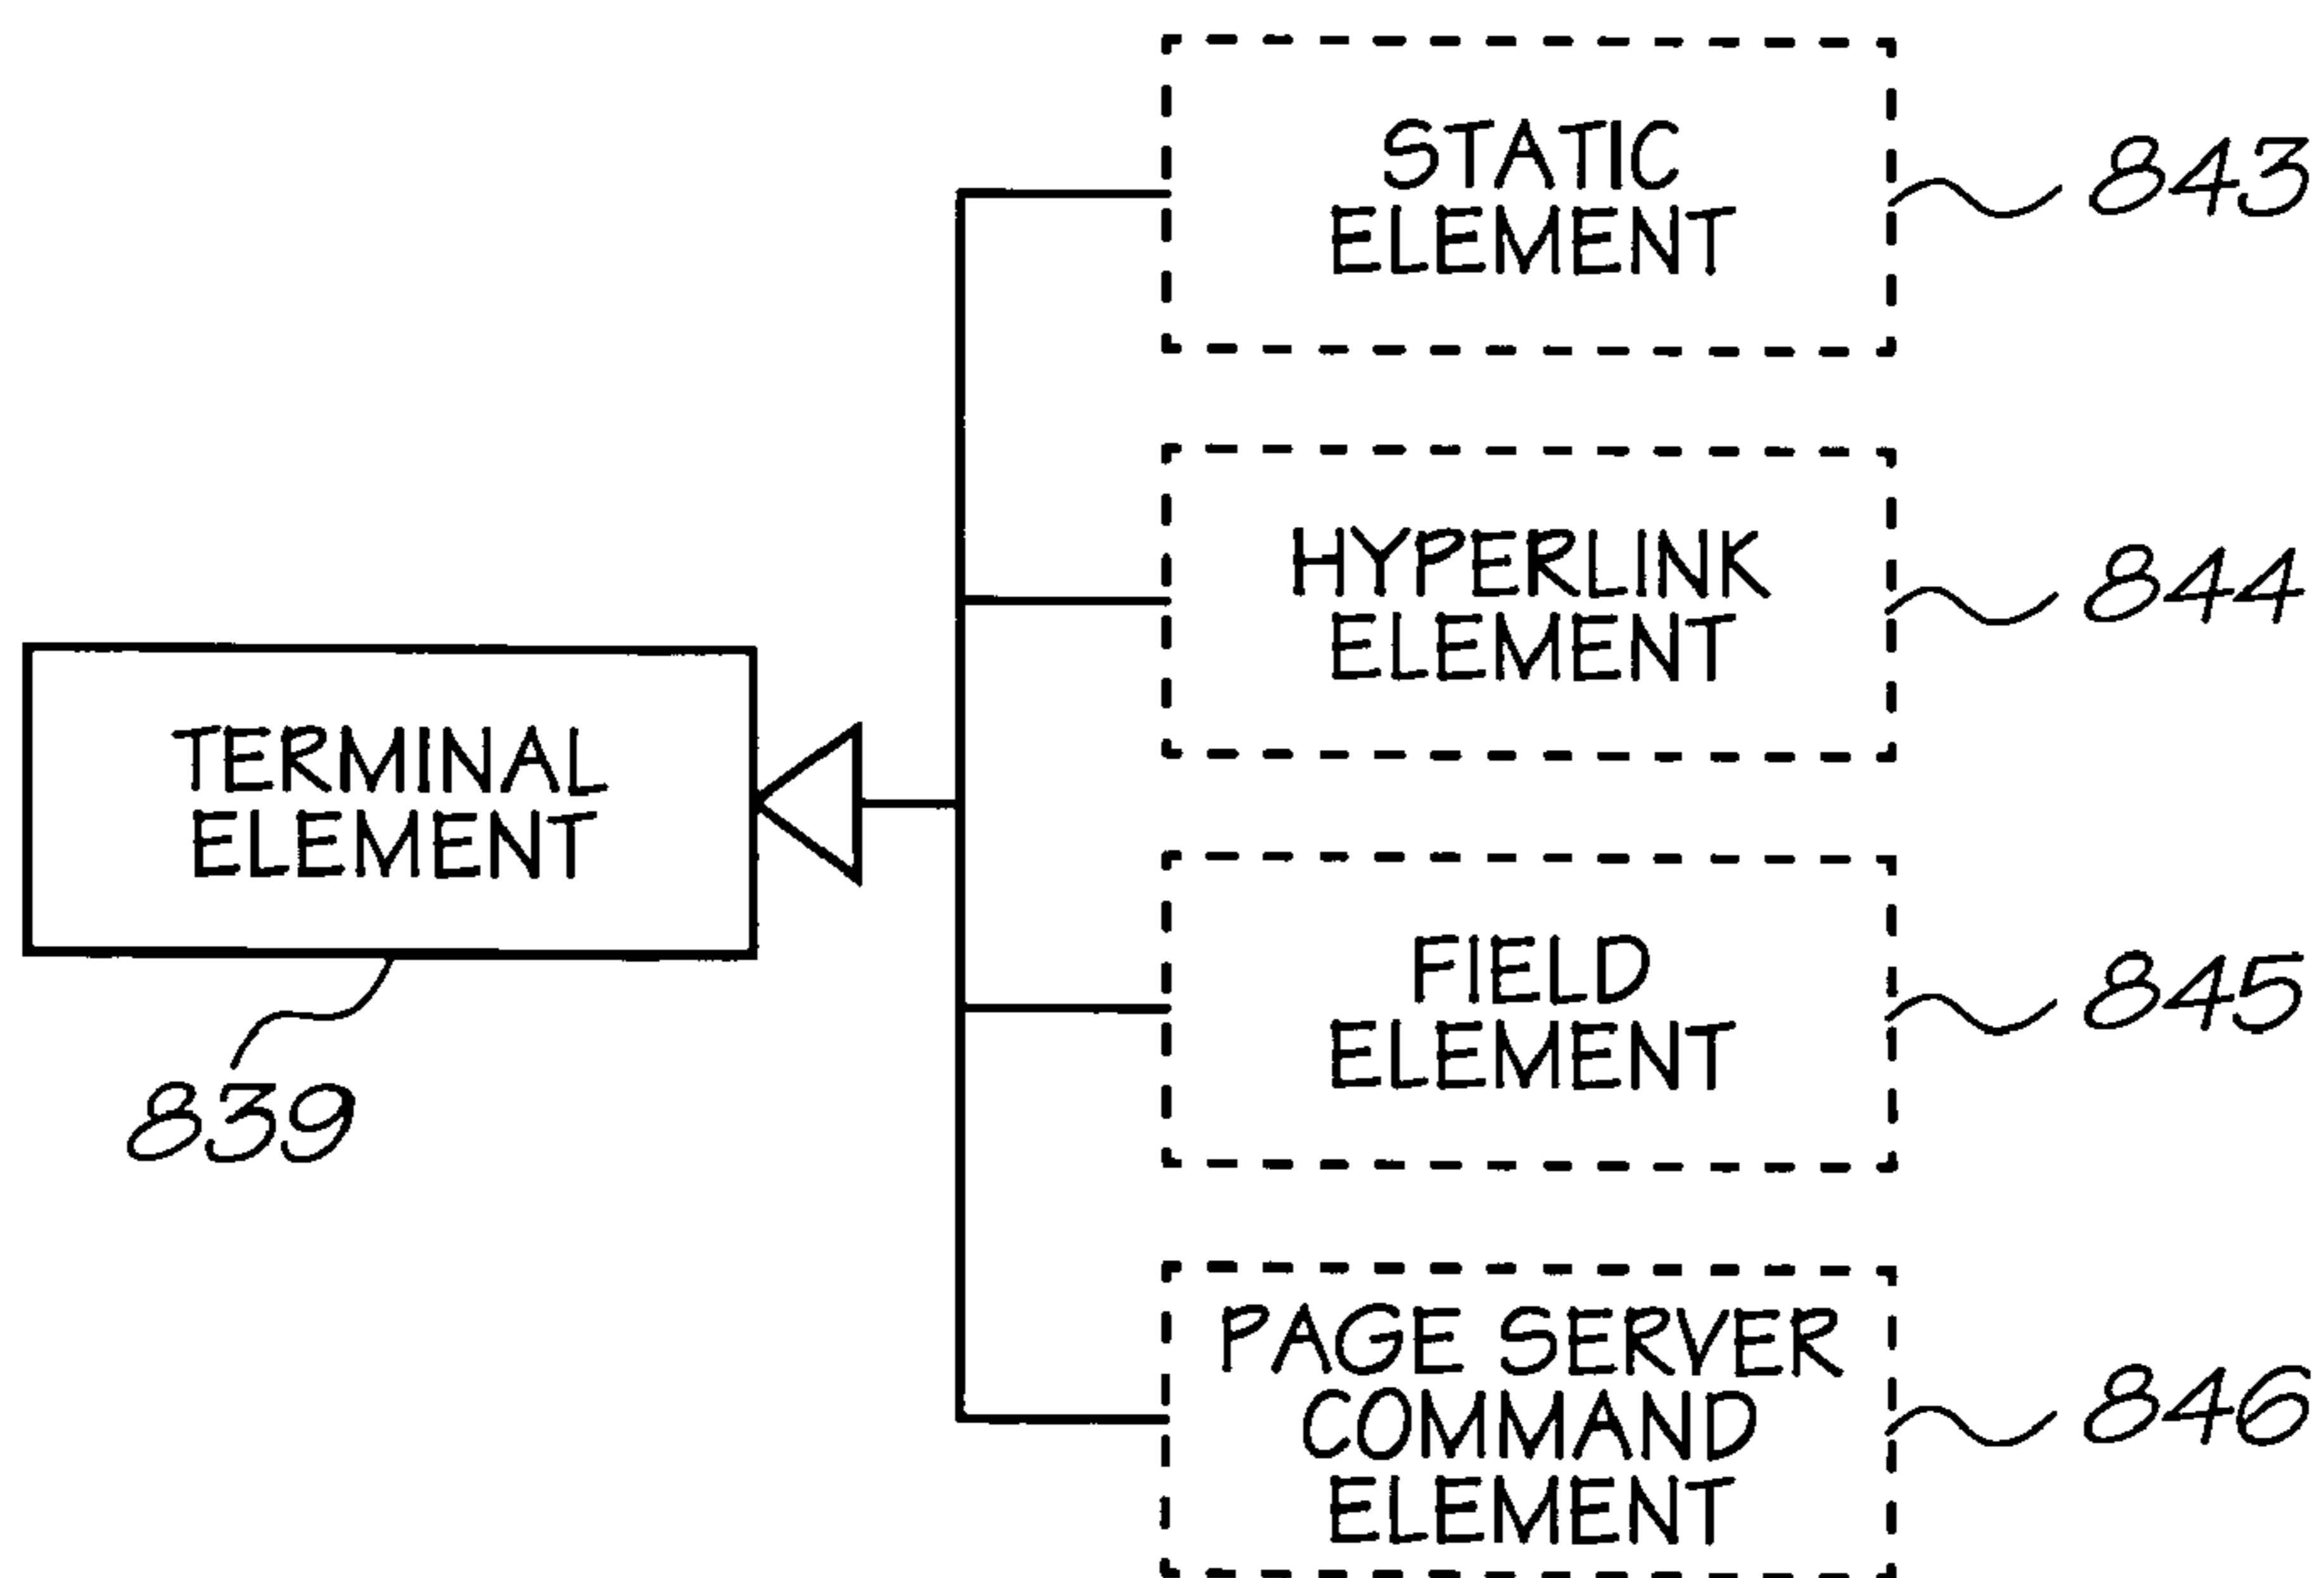 STATIC
ELEMENT
843
HYPERLINK
ELEMENT
844
TERMINAL
ELEMENT
839
FIELD
ELEMENT
845
PAGE SERVER
COMMAND
ELEMENT
846